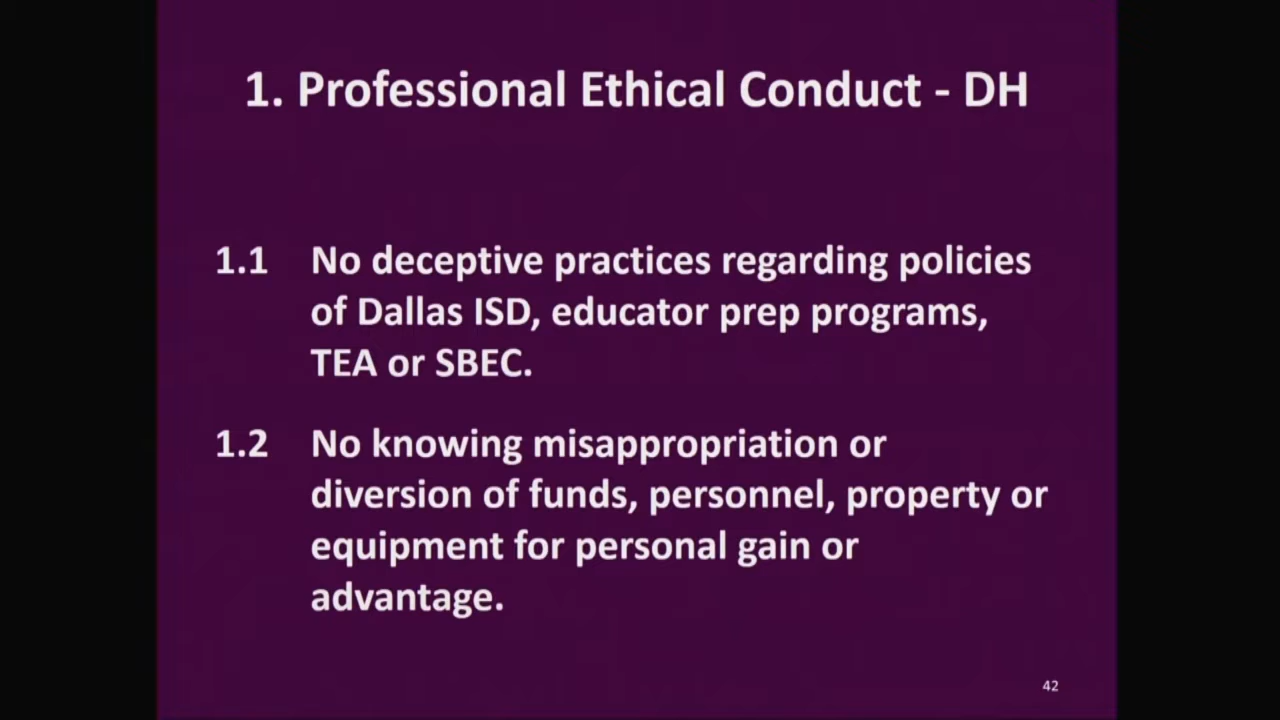 1. Professional Ethical Conduct - DH
1.1 No deceptive practices regarding policies
of Dallas ISD, educator prep programs,
TEA or SBEC.
1.2 No knowing misappropriation or
diversion of funds, personnel, property or
equipment for personal gain or
advantage.
42